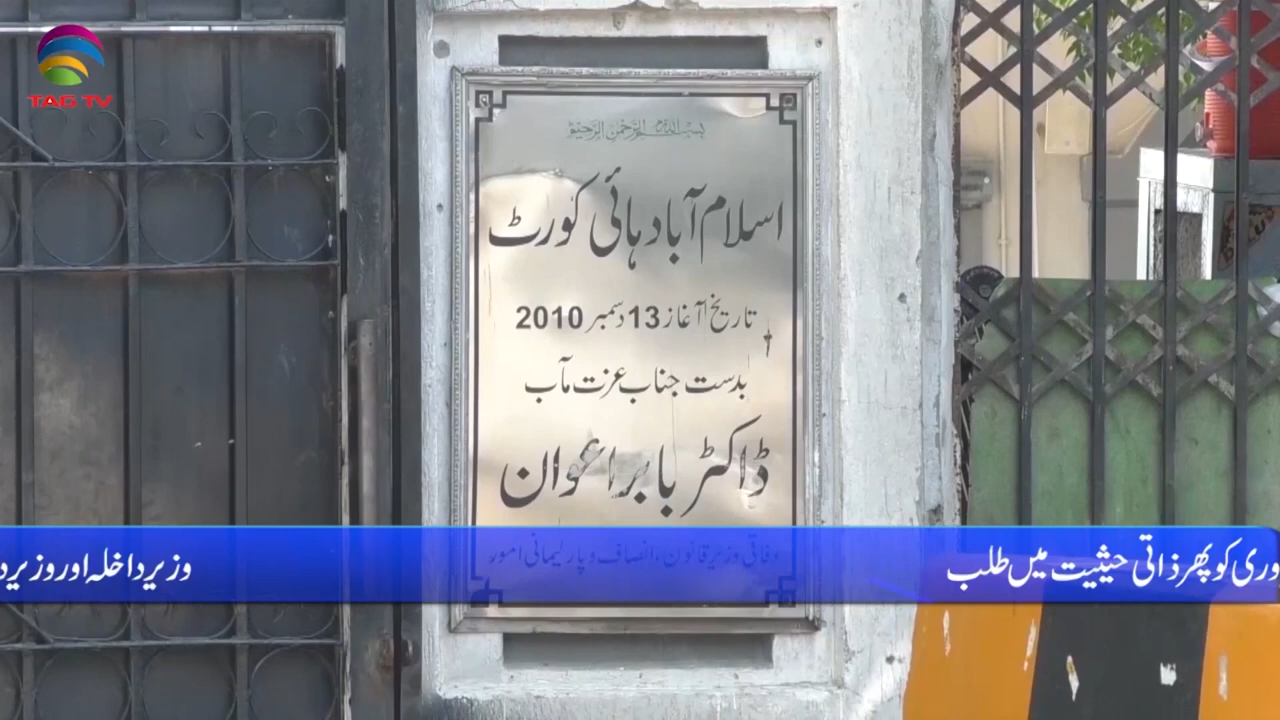 TAG TV
بسم اللہ الرحمن الرحیم
اسلام آباد ہائی کورٹ
تاریخ آغاز 13 دسمبر 2010
بدست جناب عزت مآب
ڈاکٹر بابر اعوان
وفاقی وزیر قانون، انصاف و پارلیمانی امور
وری کو پھر ذاتی حیثیت میں طلب
وزیر داخلہ اور وزیر د